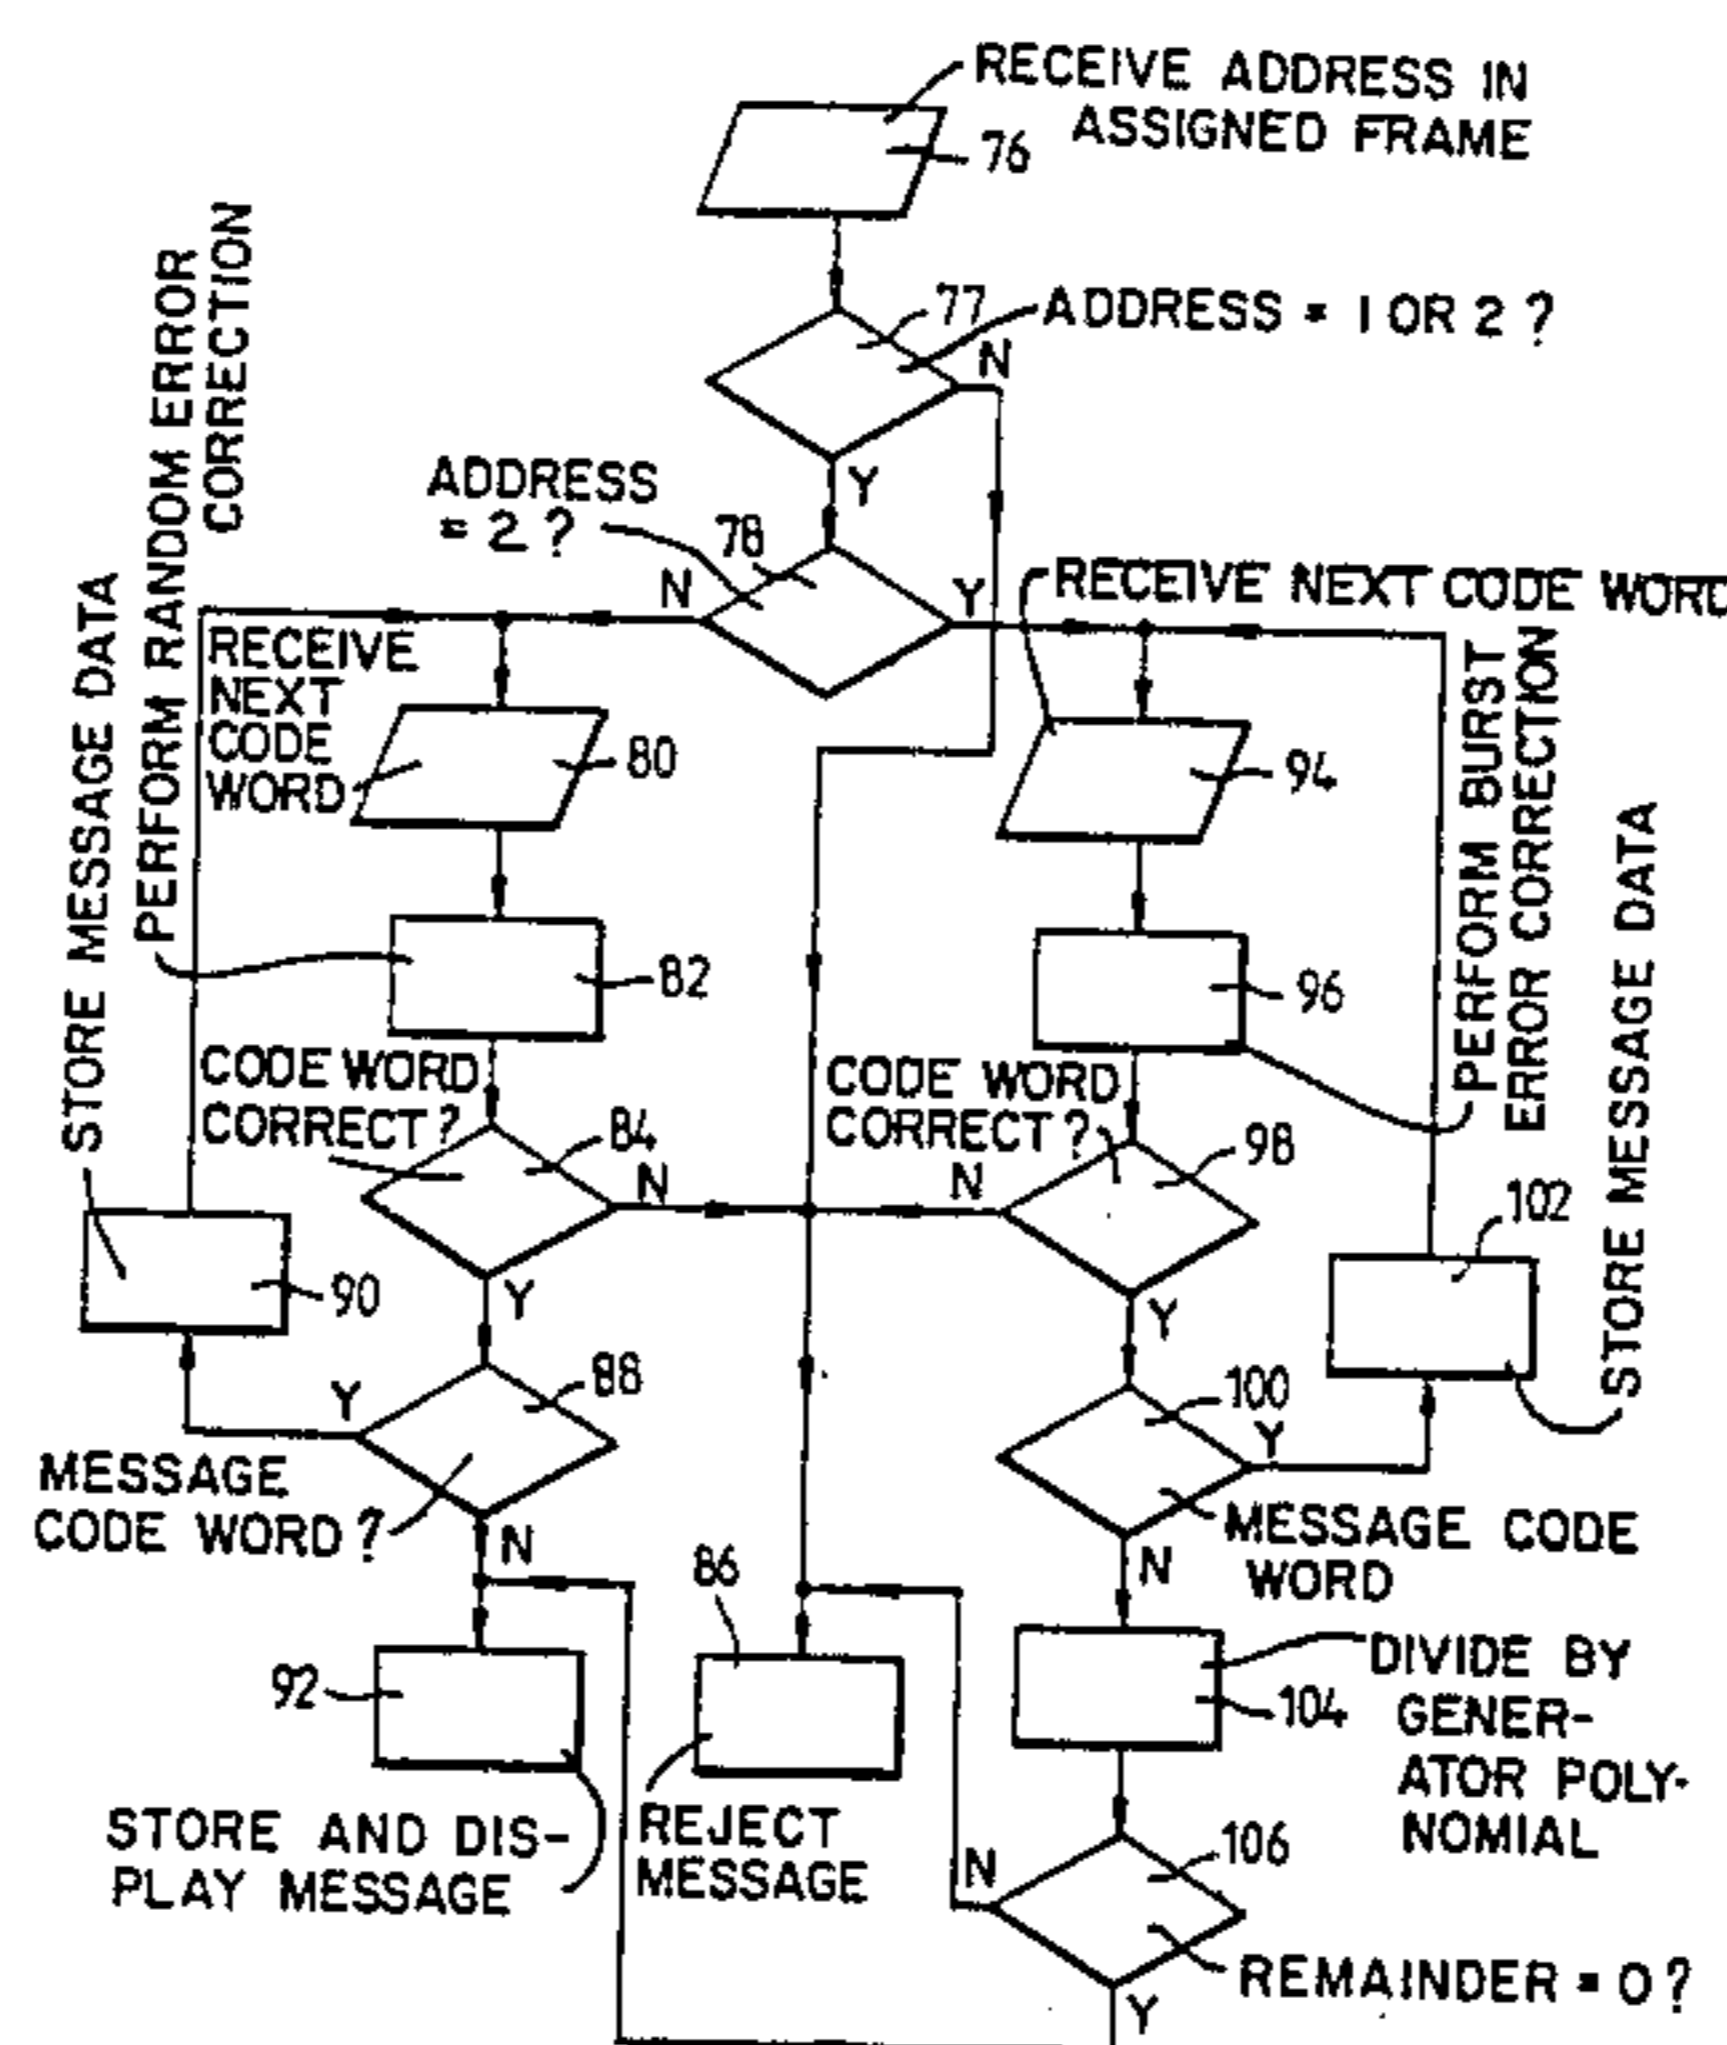 RECEIVE ADDRESS IN
ASSIGNED FRAME
76
77
ADDRESS = 1 OR 2 ?
N
Y
ADDRESS
= 2 ?
78
N
Y
RECEIVE NEXT CODE WORD
PERFORM RANDOM ERROR
CORRECTION
STORE MESSAGE DATA
RECEIVE
NEXT
CODE
WORD
80
94
82
96
PERFORM BURST
ERROR CORRECTION
STORE MESSAGE DATA
CODE WORD
CORRECT ?
84
N
CODE WORD
CORRECT ?
98
N
90
Y
Y
102
88
Y
MESSAGE
CODE WORD ?
N
100
Y
MESSAGE CODE
WORD
N
92
STORE AND DIS-
PLAY MESSAGE
86
REJECT
MESSAGE
DIVIDE BY
GENER-
ATOR POLY-
NOMIAL
104
106
N
REMAINDER = 0 ?
Y